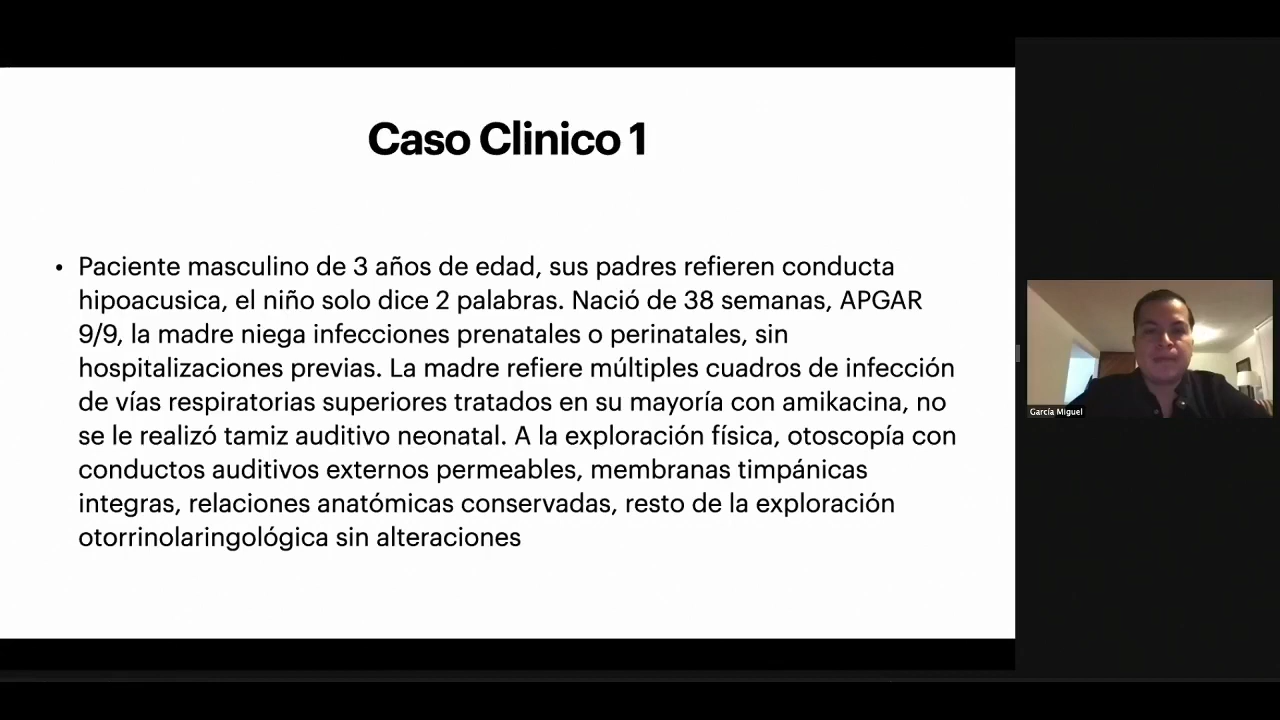 Caso Clinico 1
• Paciente masculino de 3 años de edad, sus padres refieren conducta
hipoacusica, el niño solo dice 2 palabras. Nació de 38 semanas, APGAR
9/9, la madre niega infecciones prenatales o perinatales, sin
hospitalizaciones previas. La madre refiere múltiples cuadros de infección
de vías respiratorias superiores tratados en su mayoría con amikacina, no
se le realizó tamiz auditivo neonatal. A la exploración física, otoscopía con
conductos auditivos externos permeables, membranas timpánicas
integras, relaciones anatómicas conservadas, resto de la exploración
otorrinolaringológica sin alteraciones
García Miguel